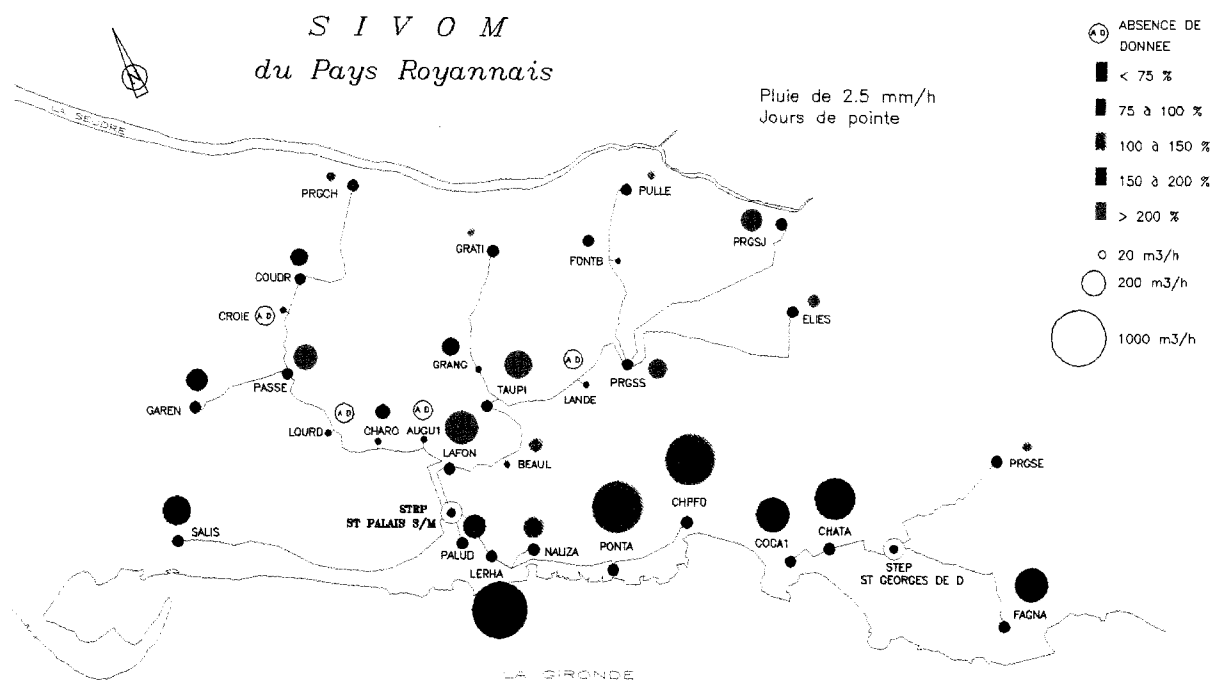 S I V O M
du Pays Royannais
N
LA SEUDRE
Pluie de 2.5 mm/h
Jours de pointe
A D ABSENCE DE
DONNEE
< 75 %
75 à 100 %
100 à 150 %
150 à 200 %
> 200 %
20 m3/h
200 m3/h
1000 m3/h
PRGCH
PULLE
GRATI
FONTB
PRGSJ
COUDR
CROIE
A D
ELIES
GRANG
TAUPI
A D
LANDE
PRGSS
PASSE
GAREN
LOURD
A D
CHARO
A D
AUGU1
LAFON
BEAUL
PRGSE
STEP
ST PALAIS S/M
SALIS
PALUD
LERHA
NAUZA
PONTA
CHPFO
COCA1
CHATA
STEP
ST GEORGES DE D
FAGNA
LA GIRONDE